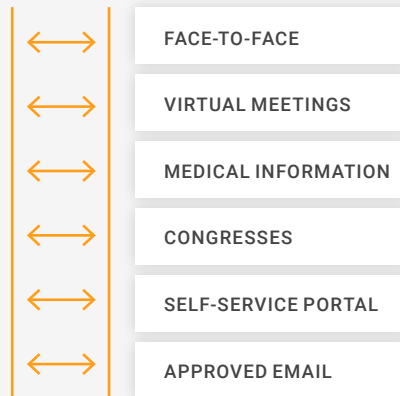 FACE-TO-FACE
VIRTUAL MEETINGS
MEDICAL INFORMATION
CONGRESSES
SELF-SERVICE PORTAL
APPROVED EMAIL